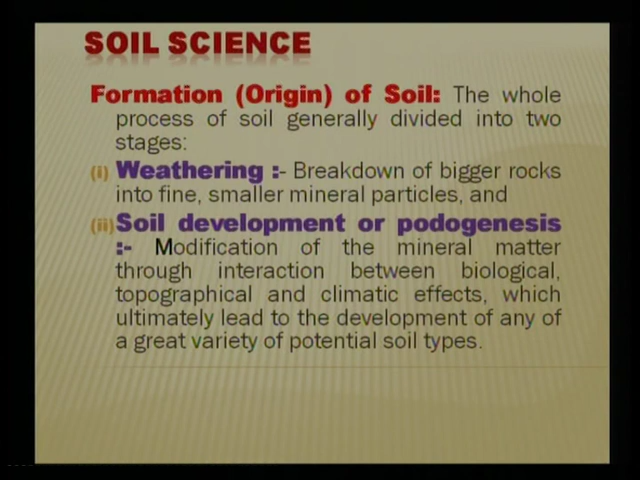 SOIL SCIENCE
Formation (Origin) of Soil: The whole
process of soil generally divided into two
stages:
(i) Weathering :- Breakdown of bigger rocks
into fine, smaller mineral particles, and
(ii) Soil development or podogenesis
:- Modification of the mineral matter
through interaction between biological,
topographical and climatic effects, which
ultimately lead to the development of any of
a great variety of potential soil types.